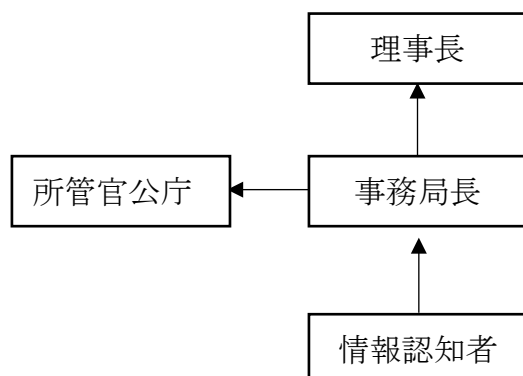 理事長
所管官公庁
事務局長
情報認知者